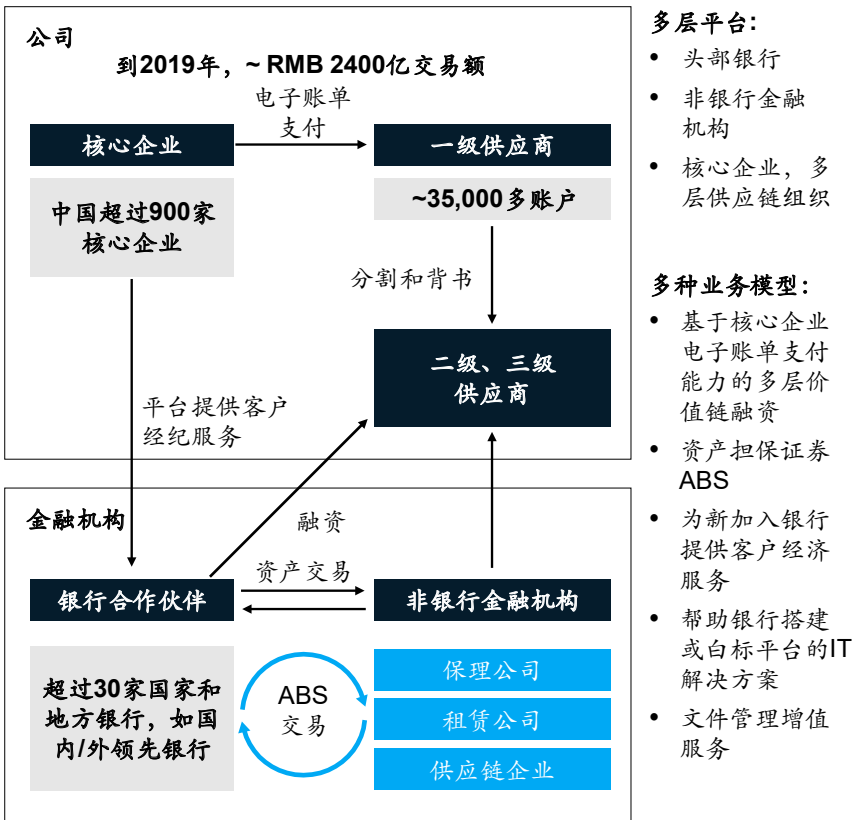 公司
到2019年，~ RMB 2400亿交易额
电子账单
支付
核心企业
一级供应商
中国超过900家
核心企业
~35,000多账户
分割和背书
二级、三级
供应商
平台提供客户
经纪服务
金融机构
融资
资产交易
银行合作伙伴
非银行金融机构
超过30家国家和
地方银行，如国
内/外领先银行
ABS
交易
保理公司
租赁公司
供应链企业
多层平台：
• 头部银行
• 非银行金融
机构
• 核心企业，多
层供应链组织
多种业务模型：
• 基于核心企业
电子账单支付
能力的多层价
值链融资
• 资产担保证券
ABS
• 为新加入银行
提供客户经济
服务
• 帮助银行搭建
或白标平台的IT
解决方案
• 文件管理增值
服务